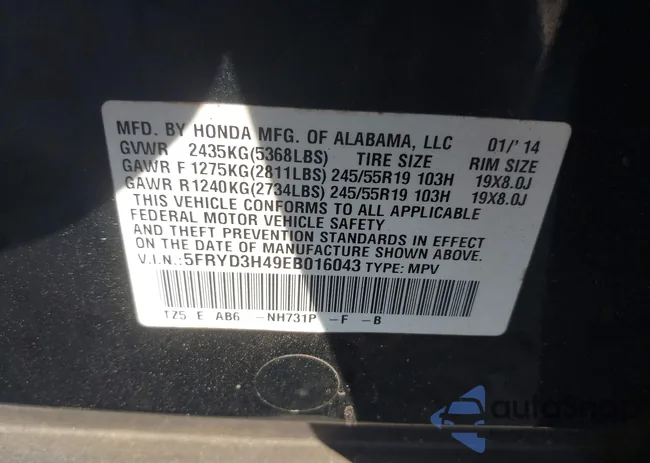 MFD. BY HONDA MFG. OF ALABAMA, LLC 01/'14
GVWR 2435KG(5368LBS) TIRE SIZE RIM SIZE
GAWR F 1275KG(2811LBS) 245/55R19 103H 19X8.0J
GAWR R1240KG(2734LBS) 245/55R19 103H 19X8.0J
THIS VEHICLE CONFORMS TO ALL APPLICABLE
FEDERAL MOTOR VEHICLE SAFETY
AND THEFT PREVENTION STANDARDS IN EFFECT
ON THE DATE OF MANUFACTURE SHOWN ABOVE.
V.I.N.:5FRYD3H49EB016043 TYPE: MPV
TZ5 E AB6 -NH731P -F -B
autoSnap